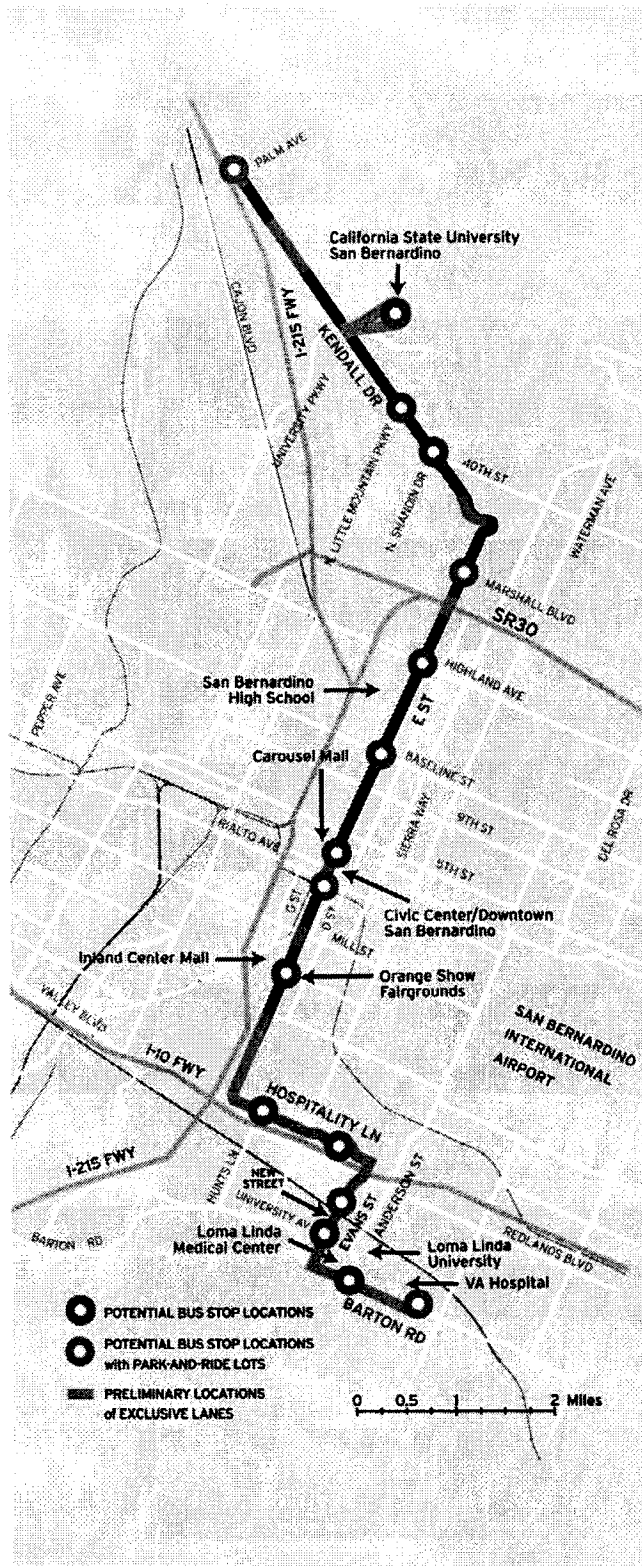 PALM AVE
California State University
San Bernardino
CAJON BLVD
I-215 FWY
KENDALL DR
UNIVERSITY PKWY
LITTLE MOUNTAIN PKWY
N. SHANDIN DR
40TH ST
WATERMAN AVE
MARSHALL BLVD
SR30
HIGHLAND AVE
San Bernardino
High School
E ST
PEPPER AVE
Carousel Mall
BASELINE ST
9TH ST
SIERRA WAY
5TH ST
DEL ROSA DR
RIALTO AVE
Civic Center/Downtown
San Bernardino
G ST
D ST
MILL ST
Inland Center Mall
Orange Show
Fairgrounds
VALLEY BLVD
I-10 FWY
SAN BERNARDINO
INTERNATIONAL
AIRPORT
HOSPITALITY LN
I-215 FWY
HUNTS LN
NEW
STREET
UNIVERSITY AV
EVANS ST
ANDERSON ST
REDLANDS BLVD
BARTON RD
Loma Linda
Medical Center
Loma Linda
University
VA Hospital
BARTON RD
POTENTIAL BUS STOP LOCATIONS
POTENTIAL BUS STOP LOCATIONS
with PARK-AND-RIDE LOTS
PRELIMINARY LOCATIONS
of EXCLUSIVE LANES
0 0.5 1 2 Miles